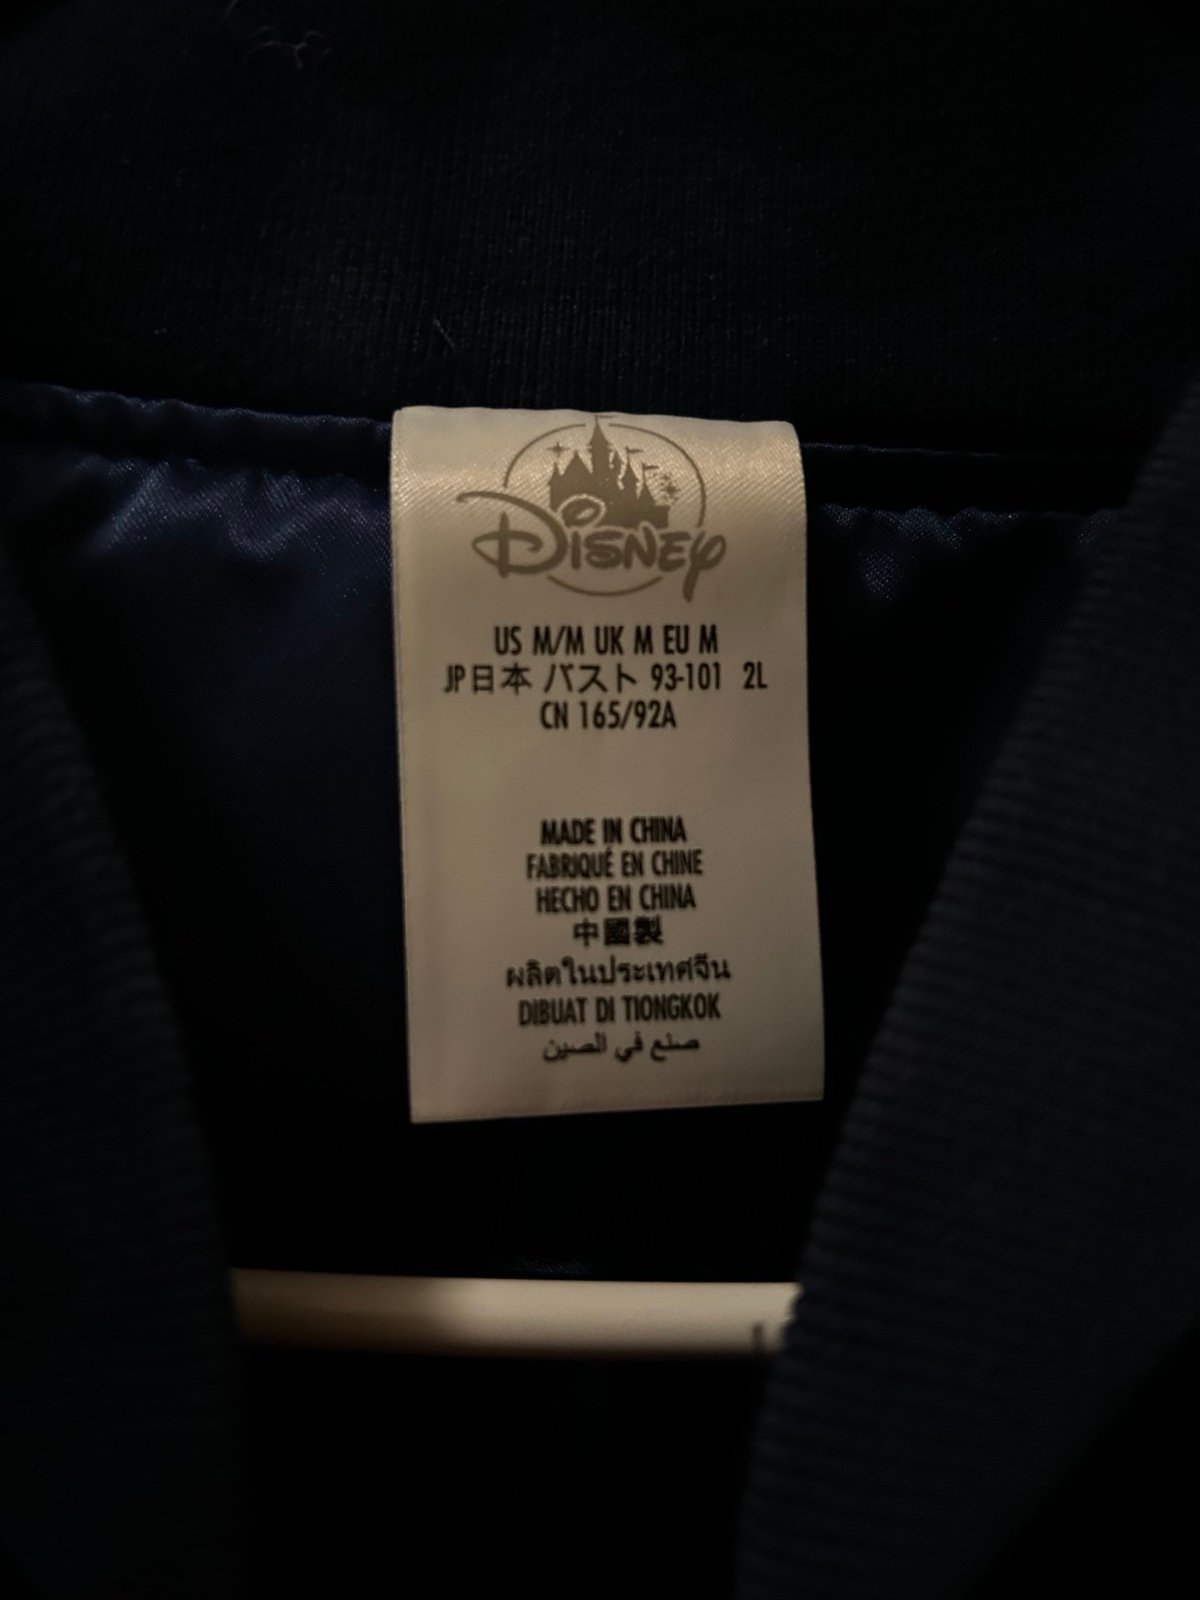 Disney
US M/M UK M EU M
JP日本 バスト 93-101 2L
CN 165/92A
MADE IN CHINA
FABRIQUÉ EN CHINE
HECHO EN CHINA
中國製
ผลิตในประเทศจีน
DIBUAT DI TIONGKOK
صنع في الصين